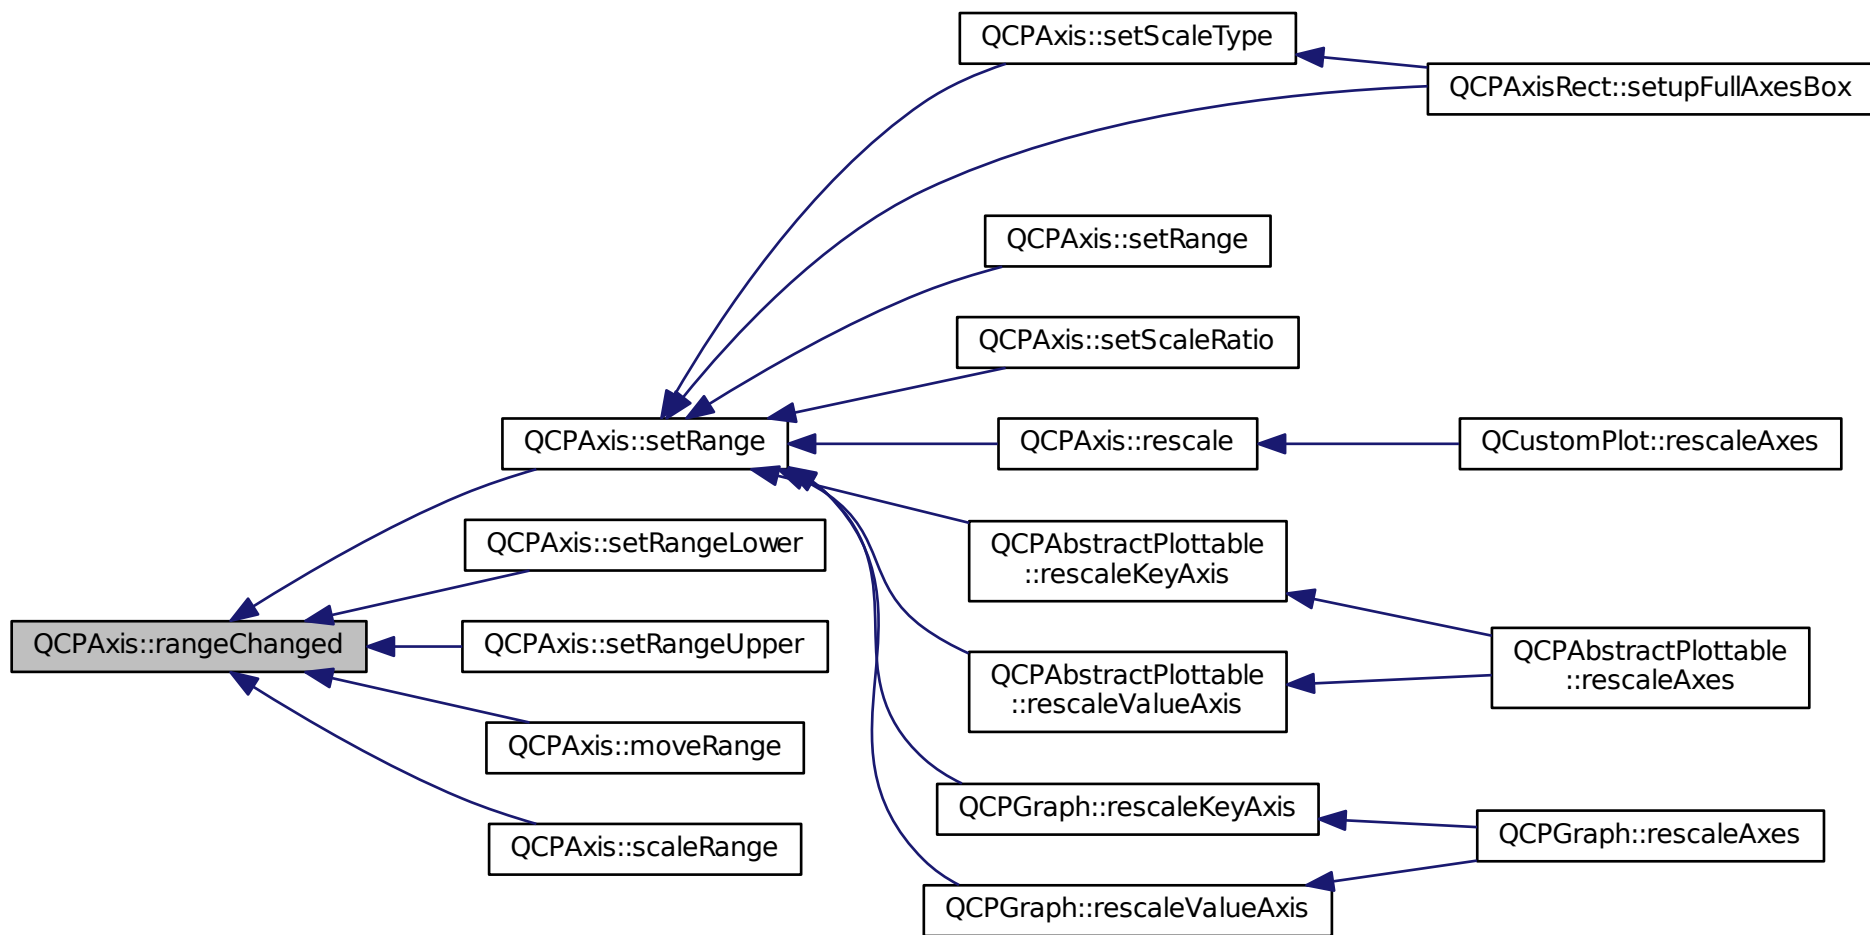 QCPAxis::setScaleType
QCPAxisRect::setupFullAxesBox
QCPAxis::setRange
QCPAxis::setScaleRatio
QCPAxis::setRange
QCPAxis::rescale
QCustomPlot::rescaleAxes
QCPAxis::setRangeLower
QCPAbstractPlottable
::rescaleKeyAxis
QCPAxis::rangeChanged
QCPAxis::setRangeUpper
QCPAbstractPlottable
::rescaleValueAxis
QCPAbstractPlottable
::rescaleAxes
QCPAxis::moveRange
QCPGraph::rescaleKeyAxis
QCPGraph::rescaleAxes
QCPAxis::scaleRange
QCPGraph::rescaleValueAxis